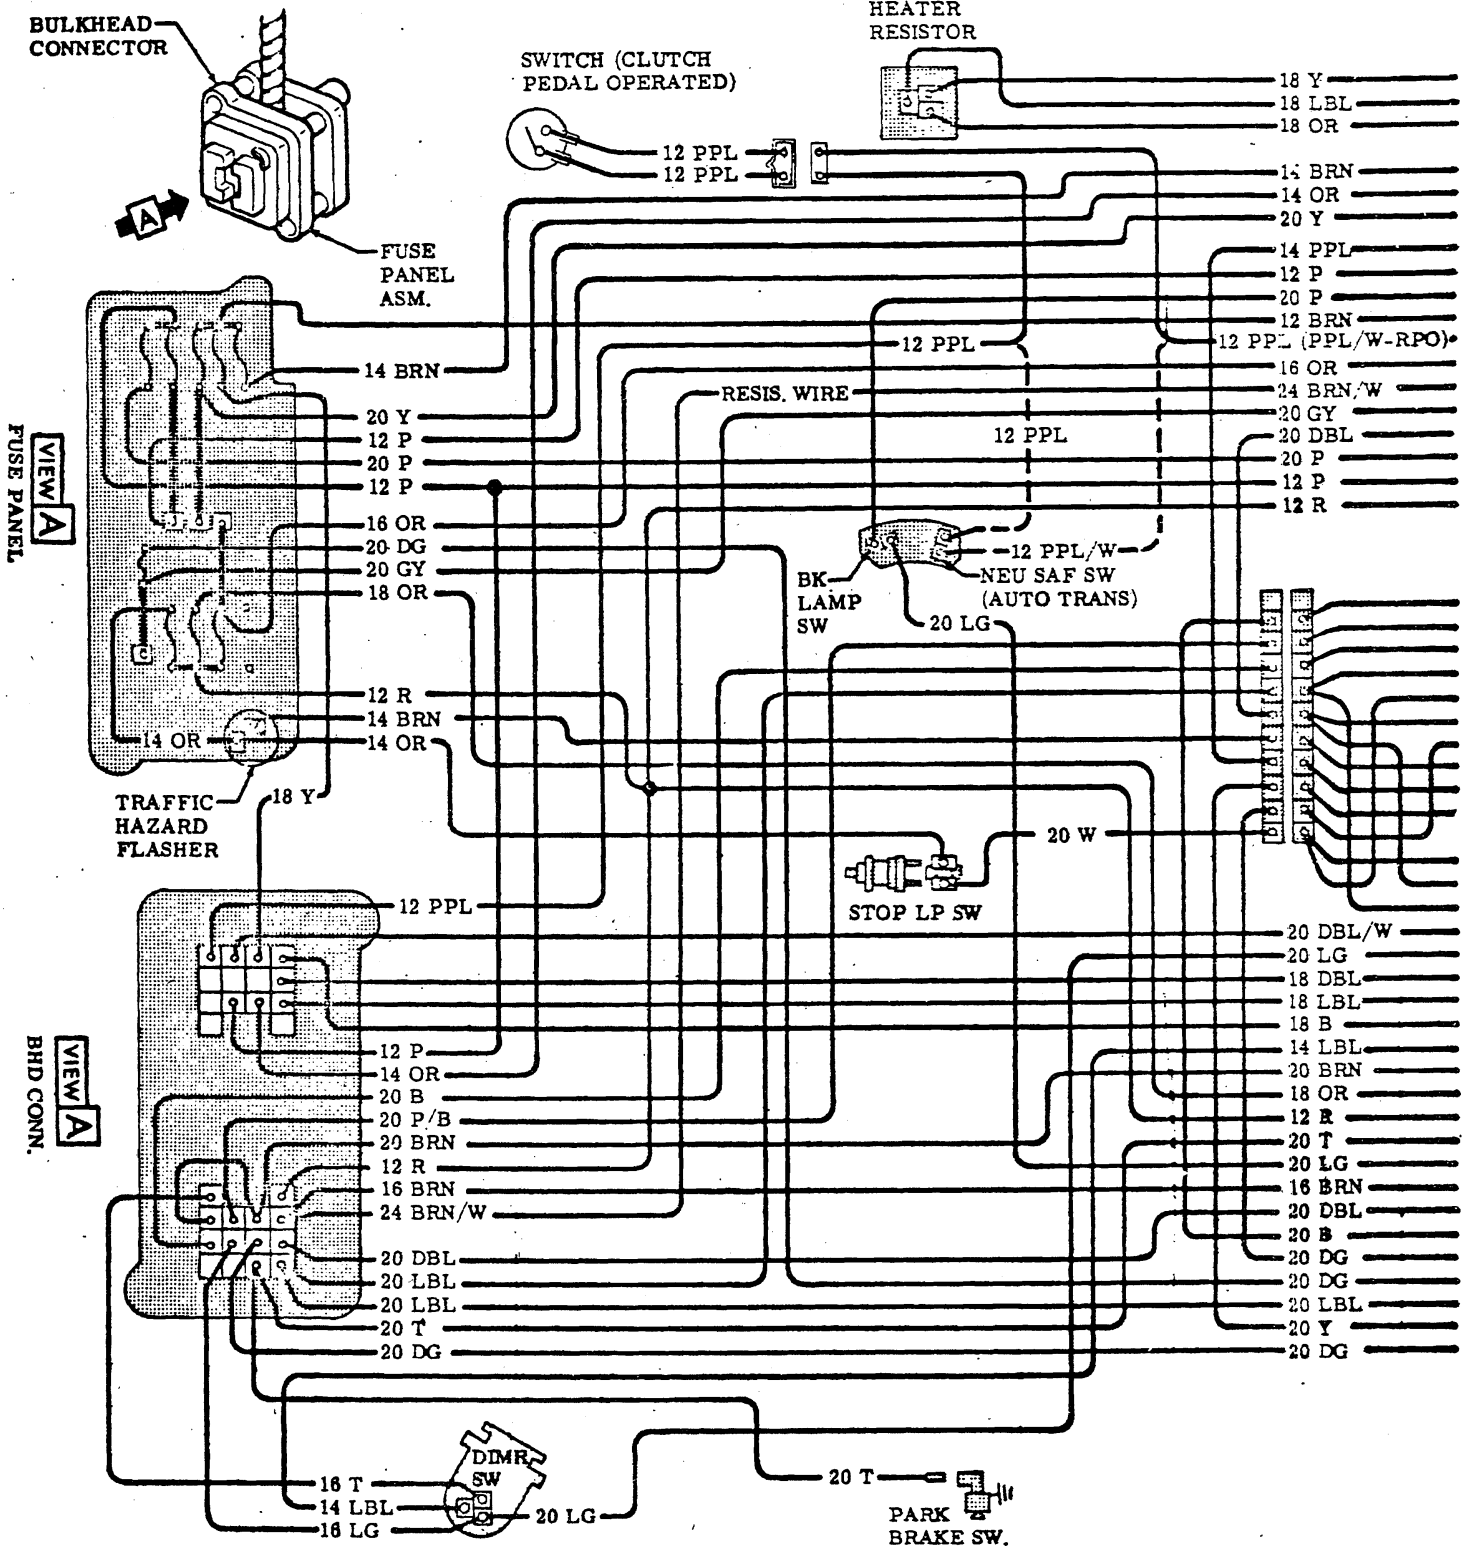 BULKHEAD
CONNECTOR
A
FUSE
PANEL
ASM.
SWITCH (CLUTCH
PEDAL OPERATED)
12 PPL
12 PPL
HEATER
RESISTOR
18 Y
18 LBL
18 OR
14 BRN
14 OR
20 Y
14 PPL
12 P
20 P
12 BRN
12 PPL (PPL/W-RPO)
16 OR
24 BRN/W
20 GY
20 DBL
20 P
12 P
12 R
12 PPL
RESIS. WIRE
12 PPL
12 PPL/W
NEU SAF SW
(AUTO TRANS)
BK
LAMP
SW
20 LG
VIEW A
FUSE PANEL
14 BRN
20 Y
12 P
20 P
12 P
16 OR
20 DG
20 GY
18 OR
12 R
14 BRN
14 OR
14 OR
TRAFFIC
HAZARD
FLASHER
18 Y
20 W
STOP LP SW
VIEW A
BHD CONN.
12 PPL
12 P
14 OR
20 B
20 P/B
20 BRN
12 R
16 BRN
24 BRN/W
20 DBL
20 LBL
20 LBL
20 T
20 DG
20 DBL/W
20 LG
18 DBL
18 LBL
18 B
14 LBL
20 BRN
18 OR
12 R
20 T
20 LG
16 BRN
20 DBL
20 B
20 DG
20 DG
20 LBL
20 Y
20 DG
DIMR
SW
16 T
14 LBL
16 LG
20 LG
20 T
PARK
BRAKE SW.